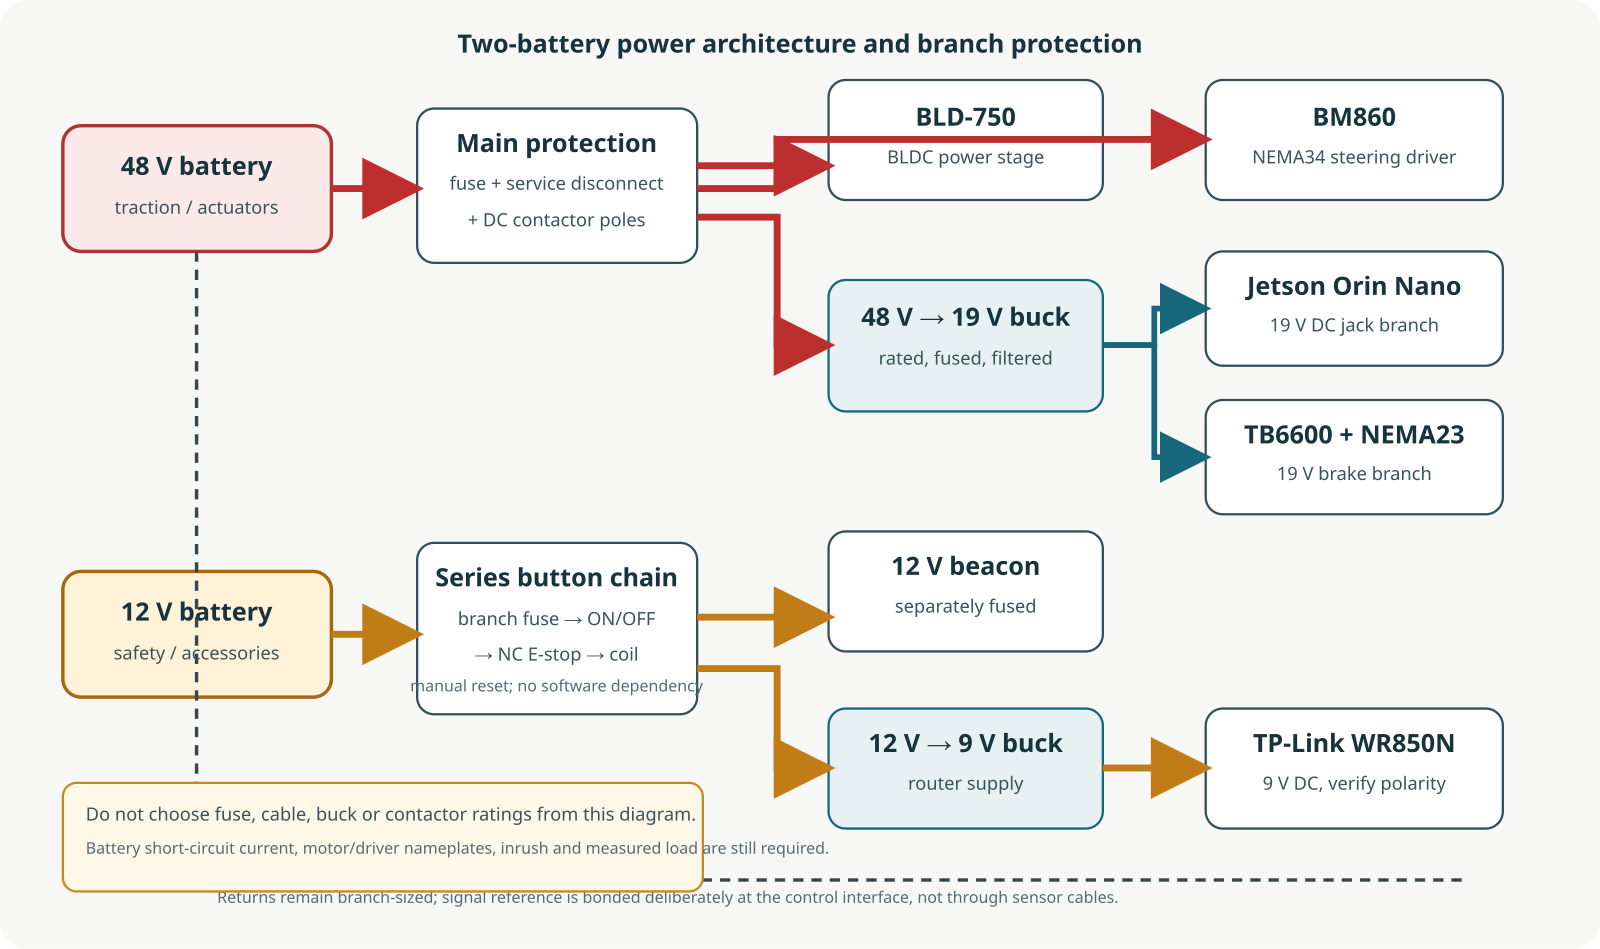 Two-battery power architecture and branch protection
48 V battery
traction / actuators
Main protection
fuse + service disconnect
+ DC contactor poles
BLD-750
BLDC power stage
BM860
NEMA34 steering driver
48 V → 19 V buck
rated, fused, filtered
Jetson Orin Nano
19 V DC jack branch
TB6600 + NEMA23
19 V brake branch
12 V battery
safety / accessories
Series button chain
branch fuse → ON/OFF
→ NC E-stop → coil
manual reset; no software dependency
12 V beacon
separately fused
12 V → 9 V buck
router supply
TP-Link WR850N
9 V DC, verify polarity
Do not choose fuse, cable, buck or contactor ratings from this diagram.
Battery short-circuit current, motor/driver nameplates, inrush and measured load are still required.
Returns remain branch-sized; signal reference is bonded deliberately at the control interface, not through sensor cables.